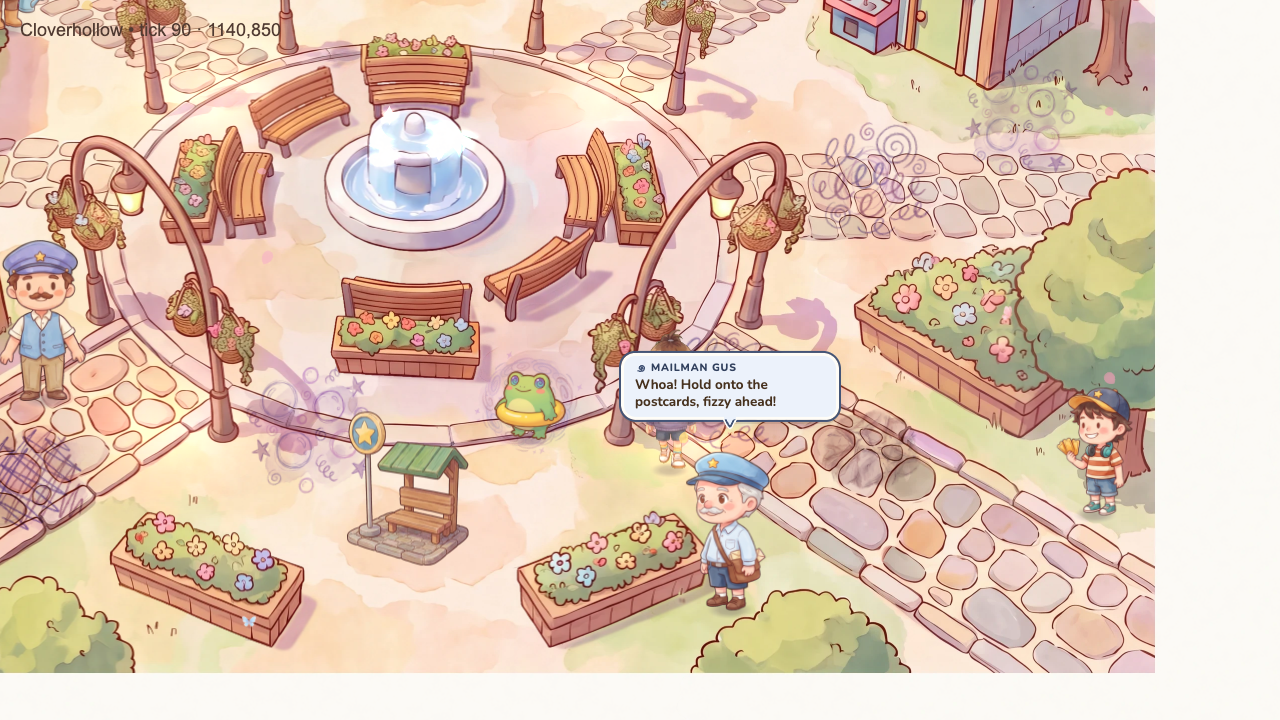 Cloverhollow • tick 90 · 1140,850
MAILMAN GUS
Whoa! Hold onto the
postcards, fizzy ahead!